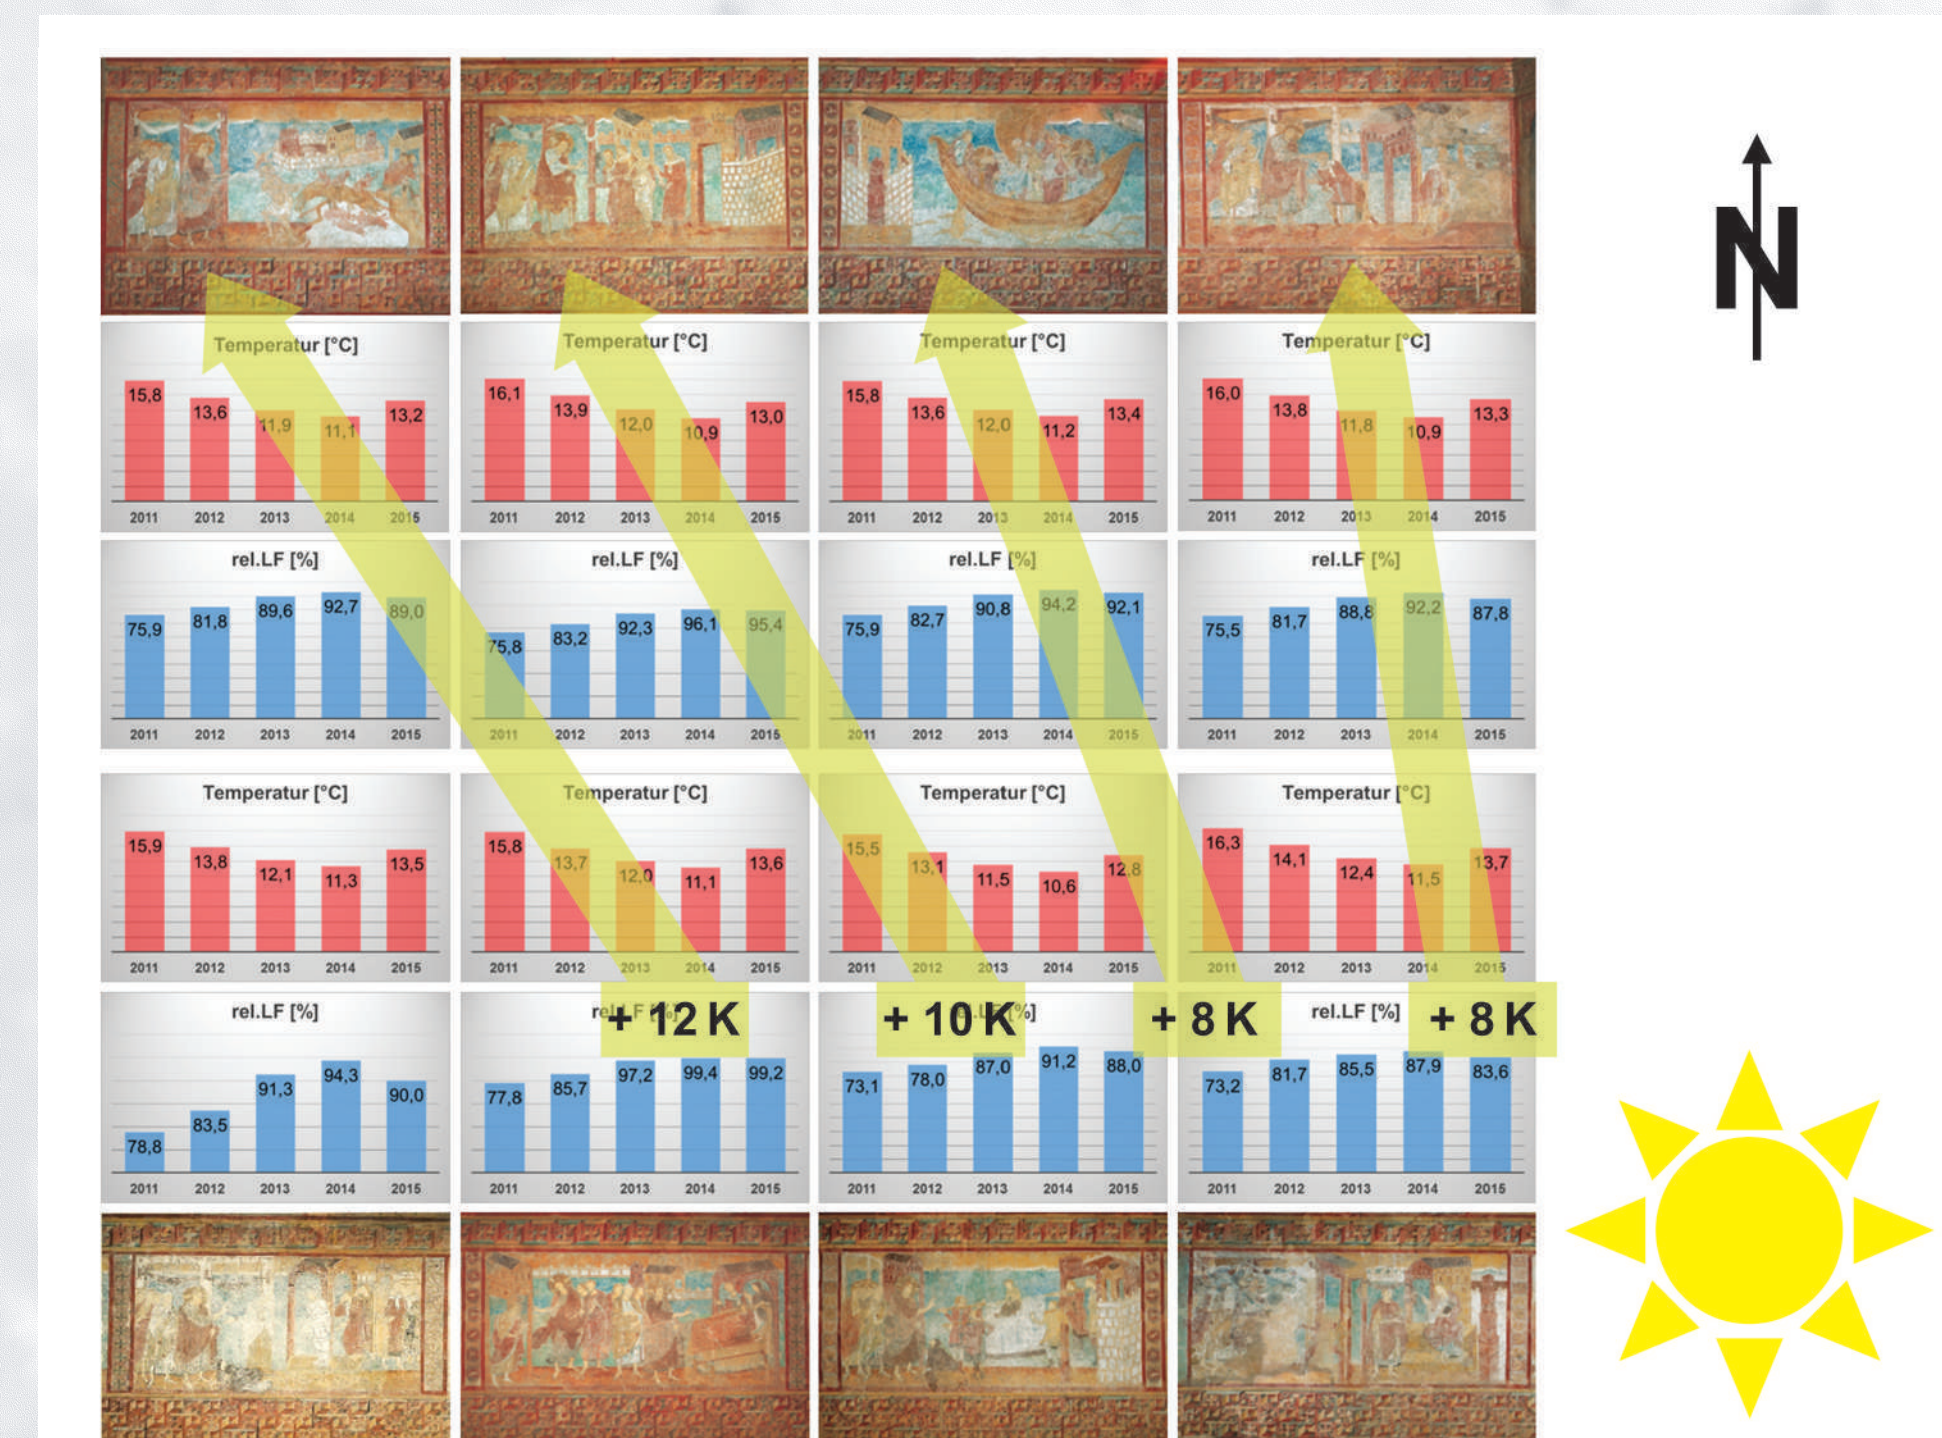 N
Temperatur [°C]
15,8 13,6 11,9 11,1 13,2
2011 2012 2013 2014 2015
Temperatur [°C]
16,1 13,9 12,0 10,9 13,0
2011 2012 2013 2014 2015
Temperatur [°C]
15,8 13,6 12,0 11,2 13,4
2011 2012 2013 2014 2015
Temperatur [°C]
16,0 13,8 11,8 10,9 13,3
2011 2012 2013 2014 2015
rel.LF [%]
75,9 81,8 89,6 92,7 89,0
2011 2012 2013 2014 2015
rel.LF [%]
75,8 83,2 92,3 96,1 95,4
2011 2012 2013 2014 2015
rel.LF [%]
75,9 82,7 90,8 94,2 92,1
2011 2012 2013 2014 2015
rel.LF [%]
75,5 81,7 88,8 92,2 87,8
2011 2012 2013 2014 2015
Temperatur [°C]
15,9 13,8 12,1 11,3 13,5
2011 2012 2013 2014 2015
Temperatur [°C]
15,8 13,7 12,0 11,1 13,6
2011 2012 2013 2014 2015
Temperatur [°C]
15,5 13,1 11,5 10,6 12,8
2011 2012 2013 2014 2015
Temperatur [°C]
16,3 14,1 12,4 11,5 13,7
2011 2012 2013 2014 2015
rel.LF [%]
78,8 83,5 91,3 94,3 90,0
2011 2012 2013 2014 2015
rel.LF [%]
+ 12 K
77,8 85,7 97,2 99,4 99,2
2011 2012 2013 2014 2015
rel.LF [%]
+ 10 K
73,1 78,0 87,0 91,2 88,0
2011 2012 2013 2014 2015
+ 8 K
rel.LF [%]
+ 8 K
73,2 81,7 85,5 87,9 83,6
2011 2012 2013 2014 2015